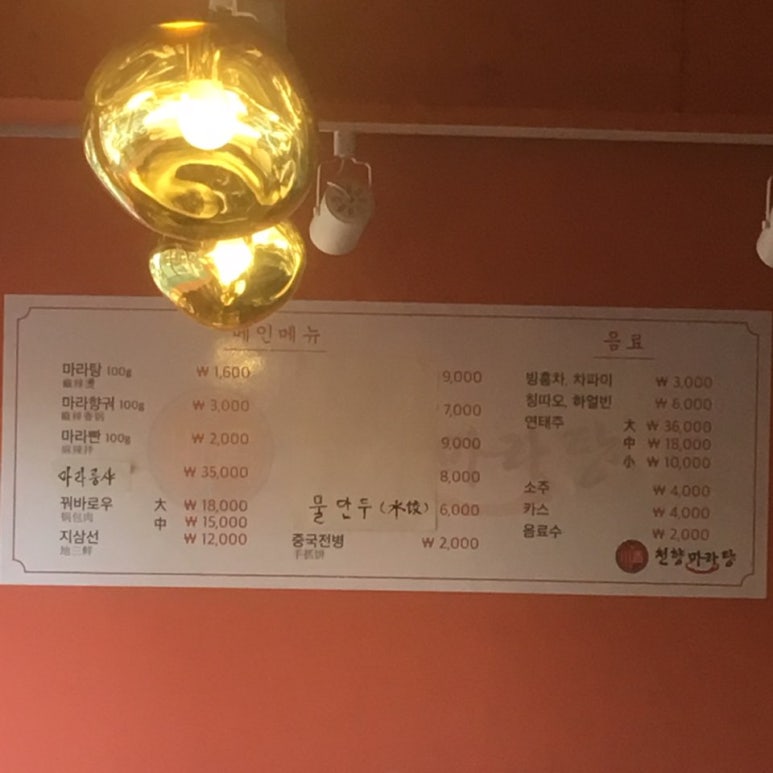 메인메뉴
마라탕 100g ₩ 1,600
麻辣烫
마라향궈 100g ₩ 3,000
麻辣香锅
마라빤 100g ₩ 2,000
麻辣拌
마라롱샤 ₩ 35,000
꿔바로우 大 ₩ 18,000
锅包肉 中 ₩ 15,000
지삼선 ₩ 12,000
地三鲜
9,000
7,000
9,000
8,000
물만두 (水饺) 6,000
중국전병 ₩ 2,000
手抓饼
음료
빙홍차, 차파이 ₩ 3,000
칭따오, 하얼빈 ₩ 6,000
연태주 大 ₩ 36,000
中 ₩ 18,000
小 ₩ 10,000
소주 ₩ 4,000
카스 ₩ 4,000
음료수 ₩ 2,000
천향마라탕